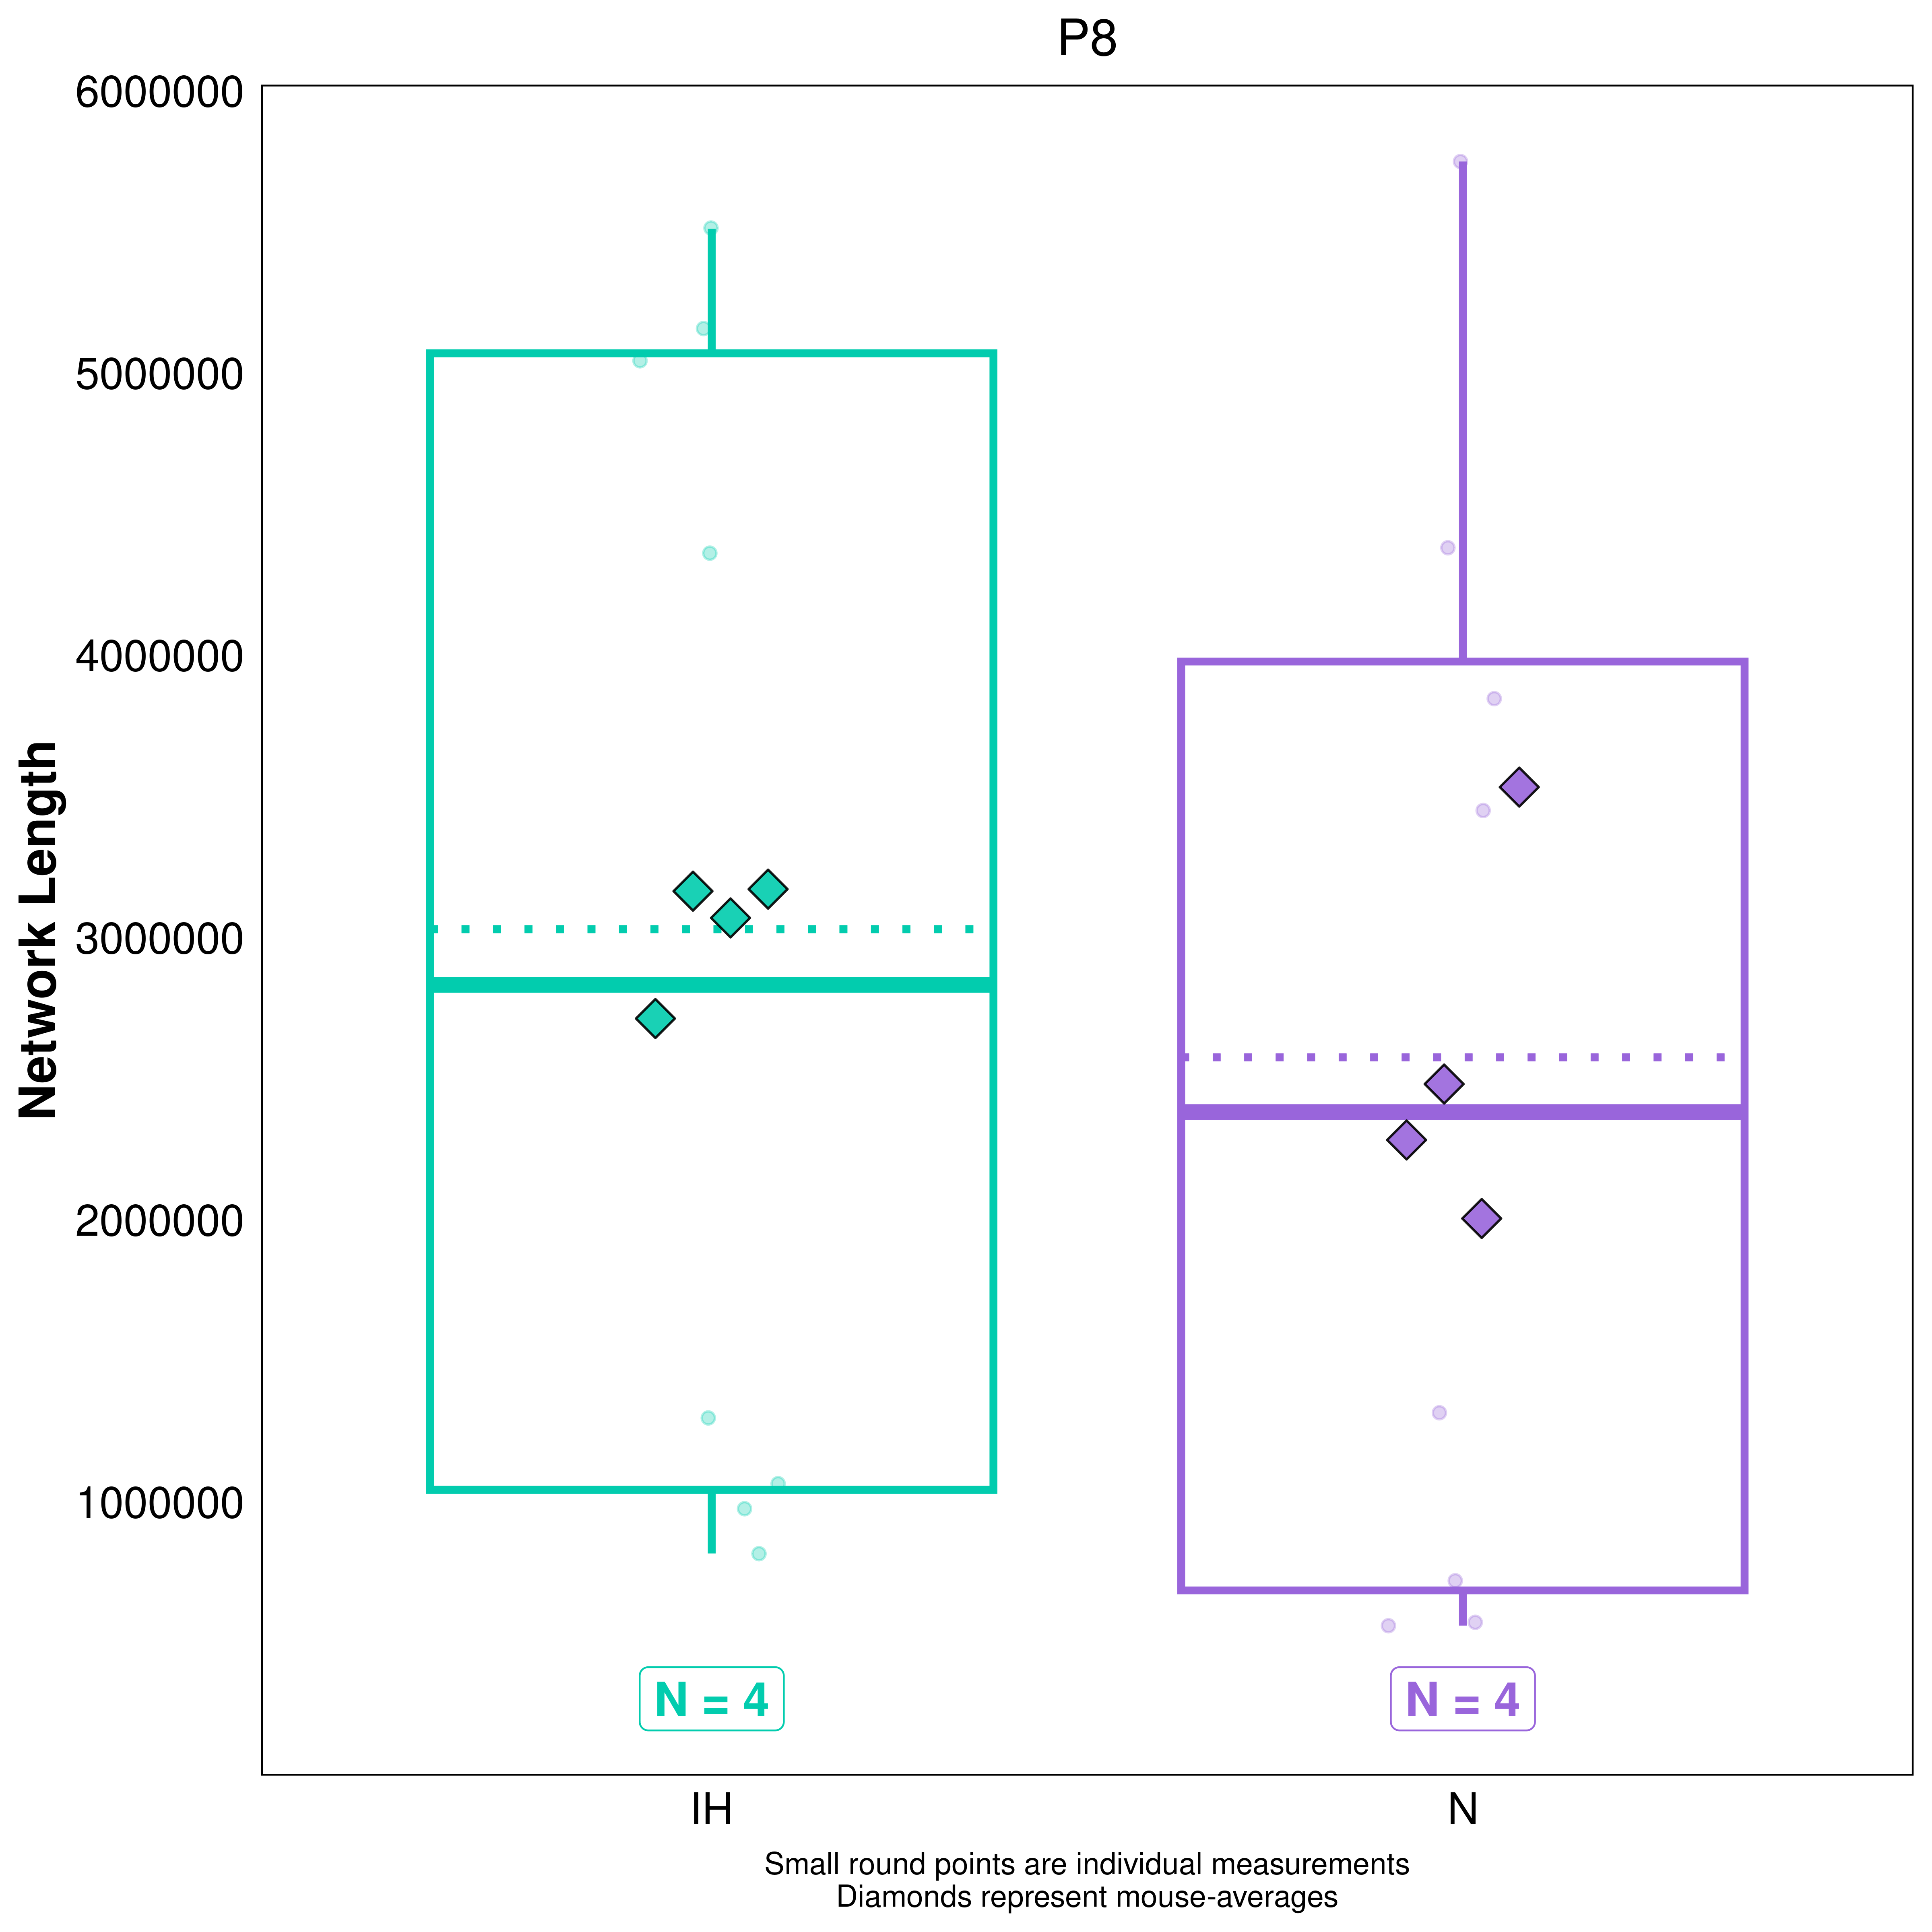 P8
6000000
5000000
4000000
3000000
2000000
1000000
Network Length
N = 4
N = 4
IH
N
Small round points are individual measurements
Diamonds represent mouse-averages